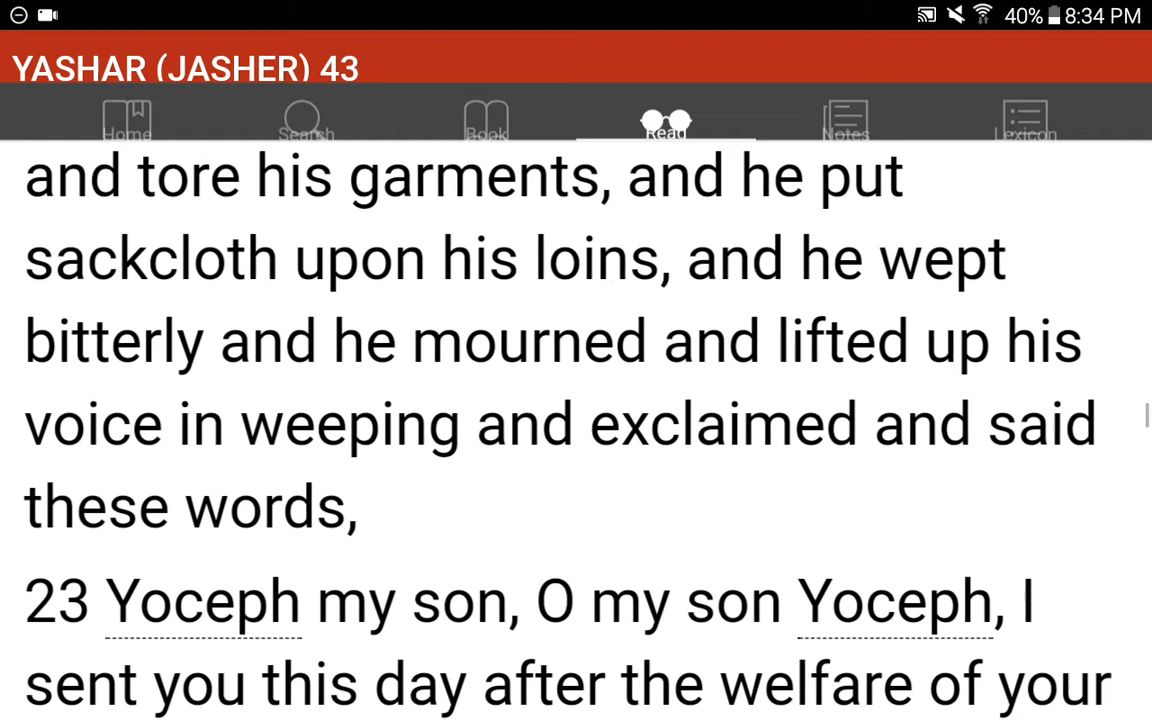 40% 8:34 PM
YASHAR (JASHER) 43
Home Search Book Read Notes Lexicon
and tore his garments, and he put
sackcloth upon his loins, and he wept
bitterly and he mourned and lifted up his
voice in weeping and exclaimed and said
these words,
23 Yoceph my son, O my son Yoceph, I
sent you this day after the welfare of your